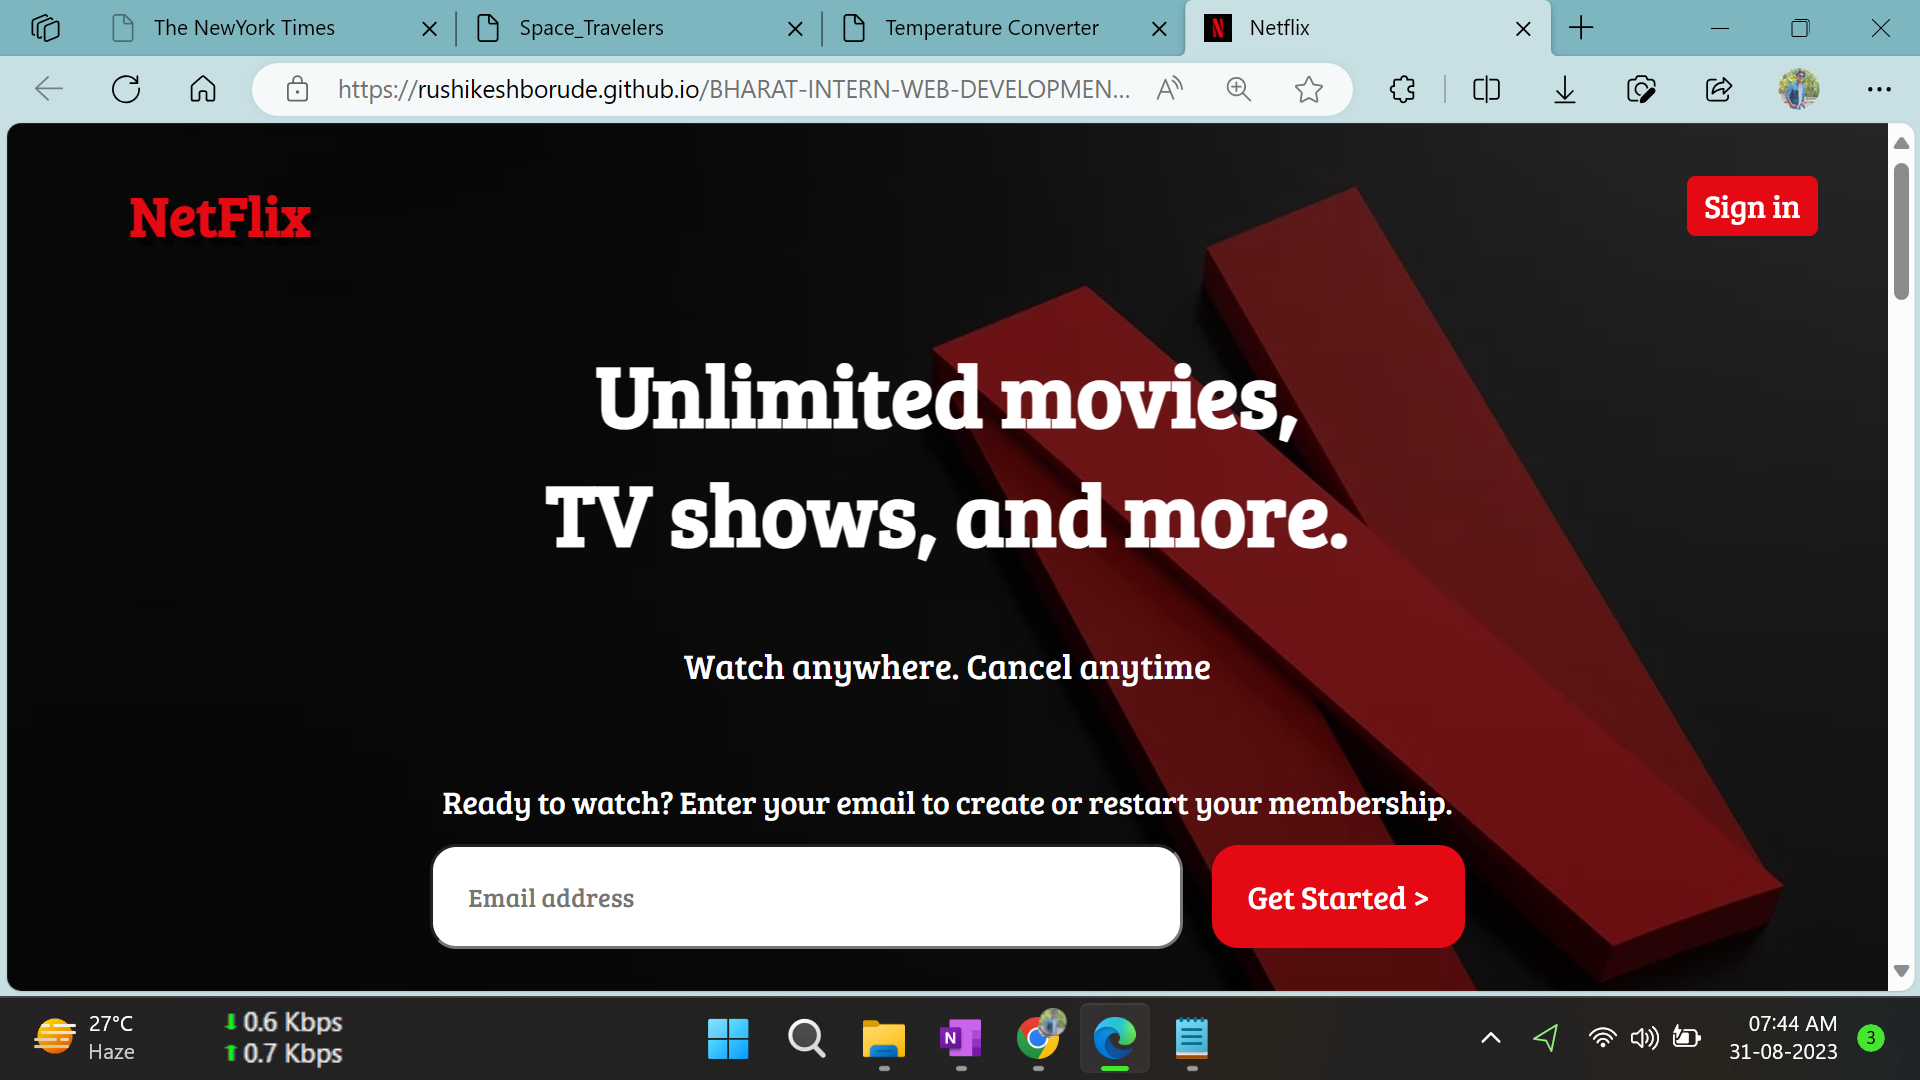 The NewYork Times
Space_Travelers
Temperature Converter
Netflix
https://rushikeshborude.github.io/BHARAT-INTERN-WEB-DEVELOPMEN...
NetFlix
Sign in
Unlimited movies,
TV shows, and more.
Watch anywhere. Cancel anytime
Ready to watch? Enter your email to create or restart your membership.
Email address
Get Started >
27°C
Haze
0.6 Kbps
0.7 Kbps
N
07:44 AM
31-08-2023
3